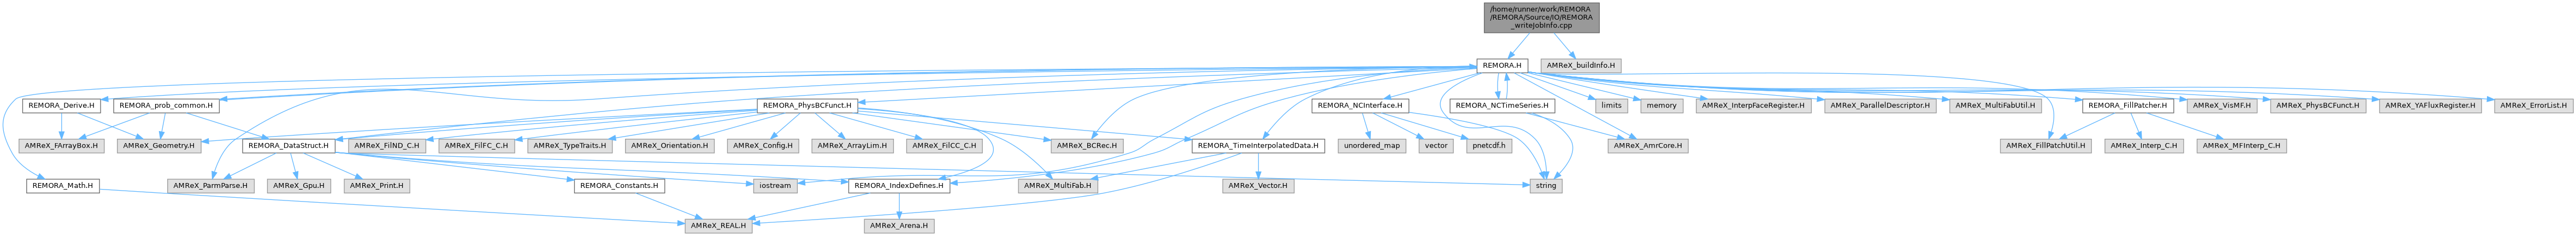 /home/runner/work/REMORA
/REMORA/Source/IO/REMORA
_writeJobInfo.cpp
REMORA.H
AMReX_buildInfo.H
REMORA_Derive.H
REMORA_prob_common.H
REMORA_PhysBCFunct.H
REMORA_NCInterface.H
REMORA_NCTimeSeries.H
limits
memory
AMReX_InterpFaceRegister.H
AMReX_ParallelDescriptor.H
AMReX_MultiFabUtil.H
REMORA_FillPatcher.H
AMReX_VisMF.H
AMReX_PhysBCFunct.H
AMReX_YAFluxRegister.H
AMReX_ErrorList.H
AMReX_FArrayBox.H
AMReX_Geometry.H
REMORA_DataStruct.H
AMReX_FilND_C.H
AMReX_FilFC_C.H
AMReX_TypeTraits.H
AMReX_Orientation.H
AMReX_Config.H
AMReX_ArrayLim.H
AMReX_FilCC_C.H
AMReX_BCRec.H
REMORA_TimeInterpolatedData.H
unordered_map
vector
pnetcdf.h
AMReX_AmrCore.H
AMReX_FillPatchUtil.H
AMReX_Interp_C.H
AMReX_MFInterp_C.H
REMORA_Math.H
AMReX_ParmParse.H
AMReX_Gpu.H
AMReX_Print.H
REMORA_Constants.H
iostream
REMORA_IndexDefines.H
AMReX_MultiFab.H
AMReX_Vector.H
string
AMReX_REAL.H
AMReX_Arena.H